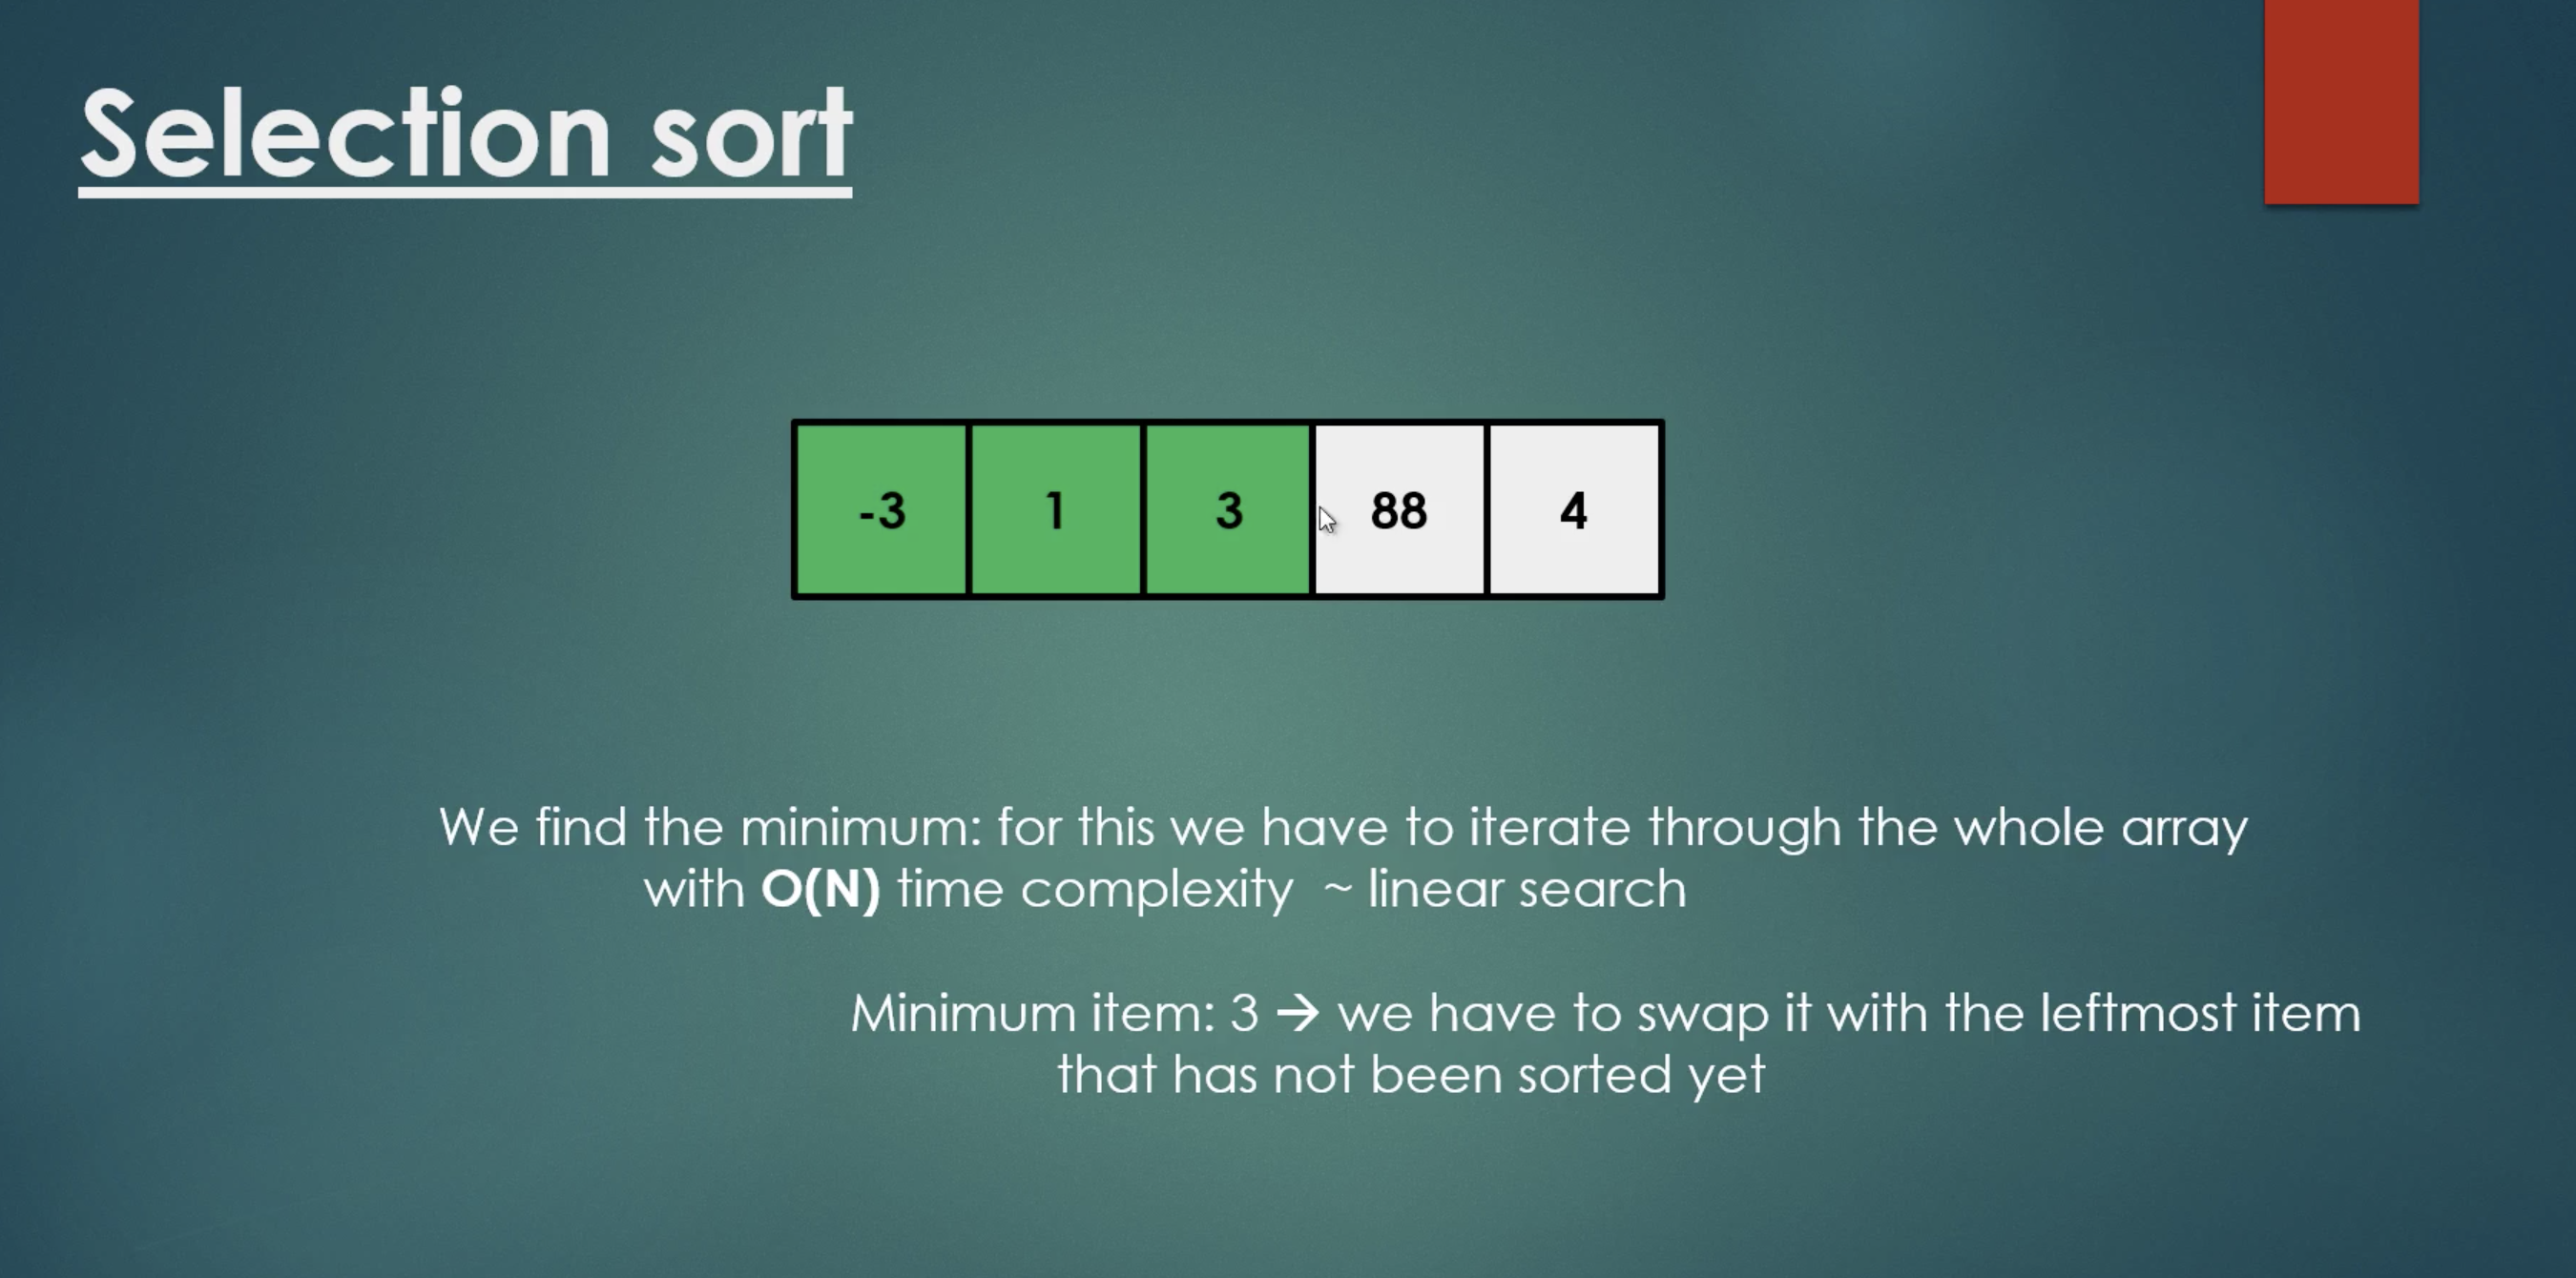 Selection sort
-3 1 3 88 4
We find the minimum: for this we have to iterate through the whole array
with O(N) time complexity ~ linear search
Minimum item: 3 → we have to swap it with the leftmost item
that has not been sorted yet